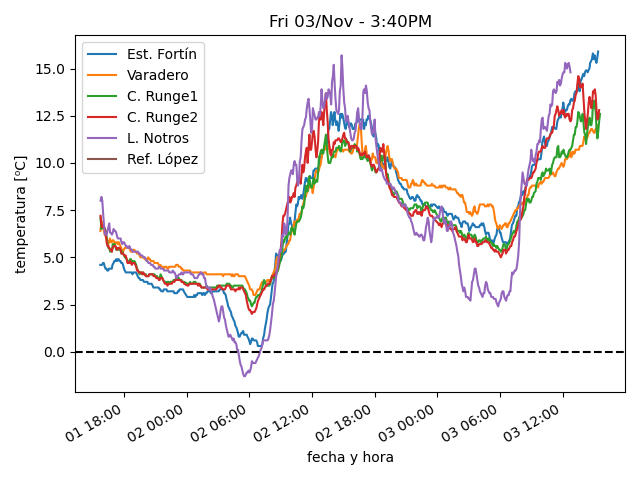 Fri 03/Nov - 3:40PM
Est. Fortín
Varadero
C. Runge1
C. Runge2
L. Notros
Ref. López
temperatura [ºC]
15.0
12.5
10.0
7.5
5.0
2.5
0.0
01 18:00
02 00:00
02 06:00
02 12:00
02 18:00
03 00:00
03 06:00
03 12:00
fecha y hora